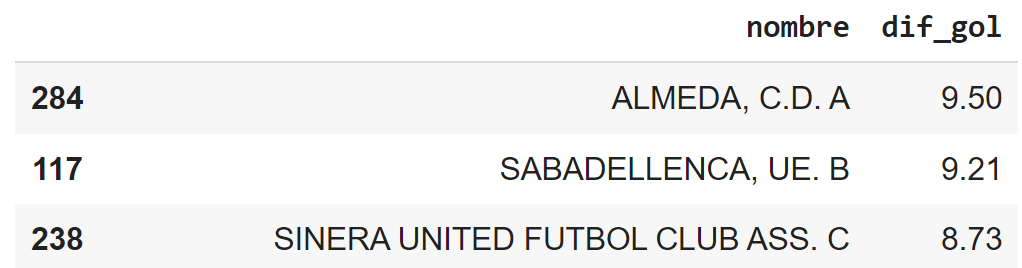 nombre dif_gol
284 ALMEDA, C.D. A 9.50
117 SABADELLENCA, UE. B 9.21
238 SINERA UNITED FUTBOL CLUB ASS. C 8.73